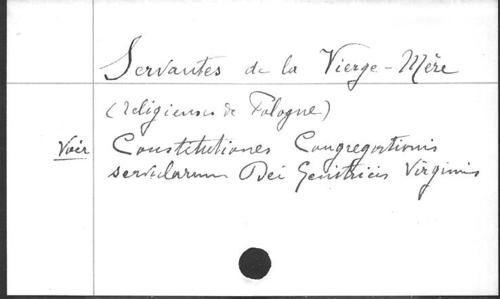 Servantes de la Vierge-Mère
(religieuses de Pologne)
Voir Constitutiones Congregationis
servularum Dei Genitricis Virginis